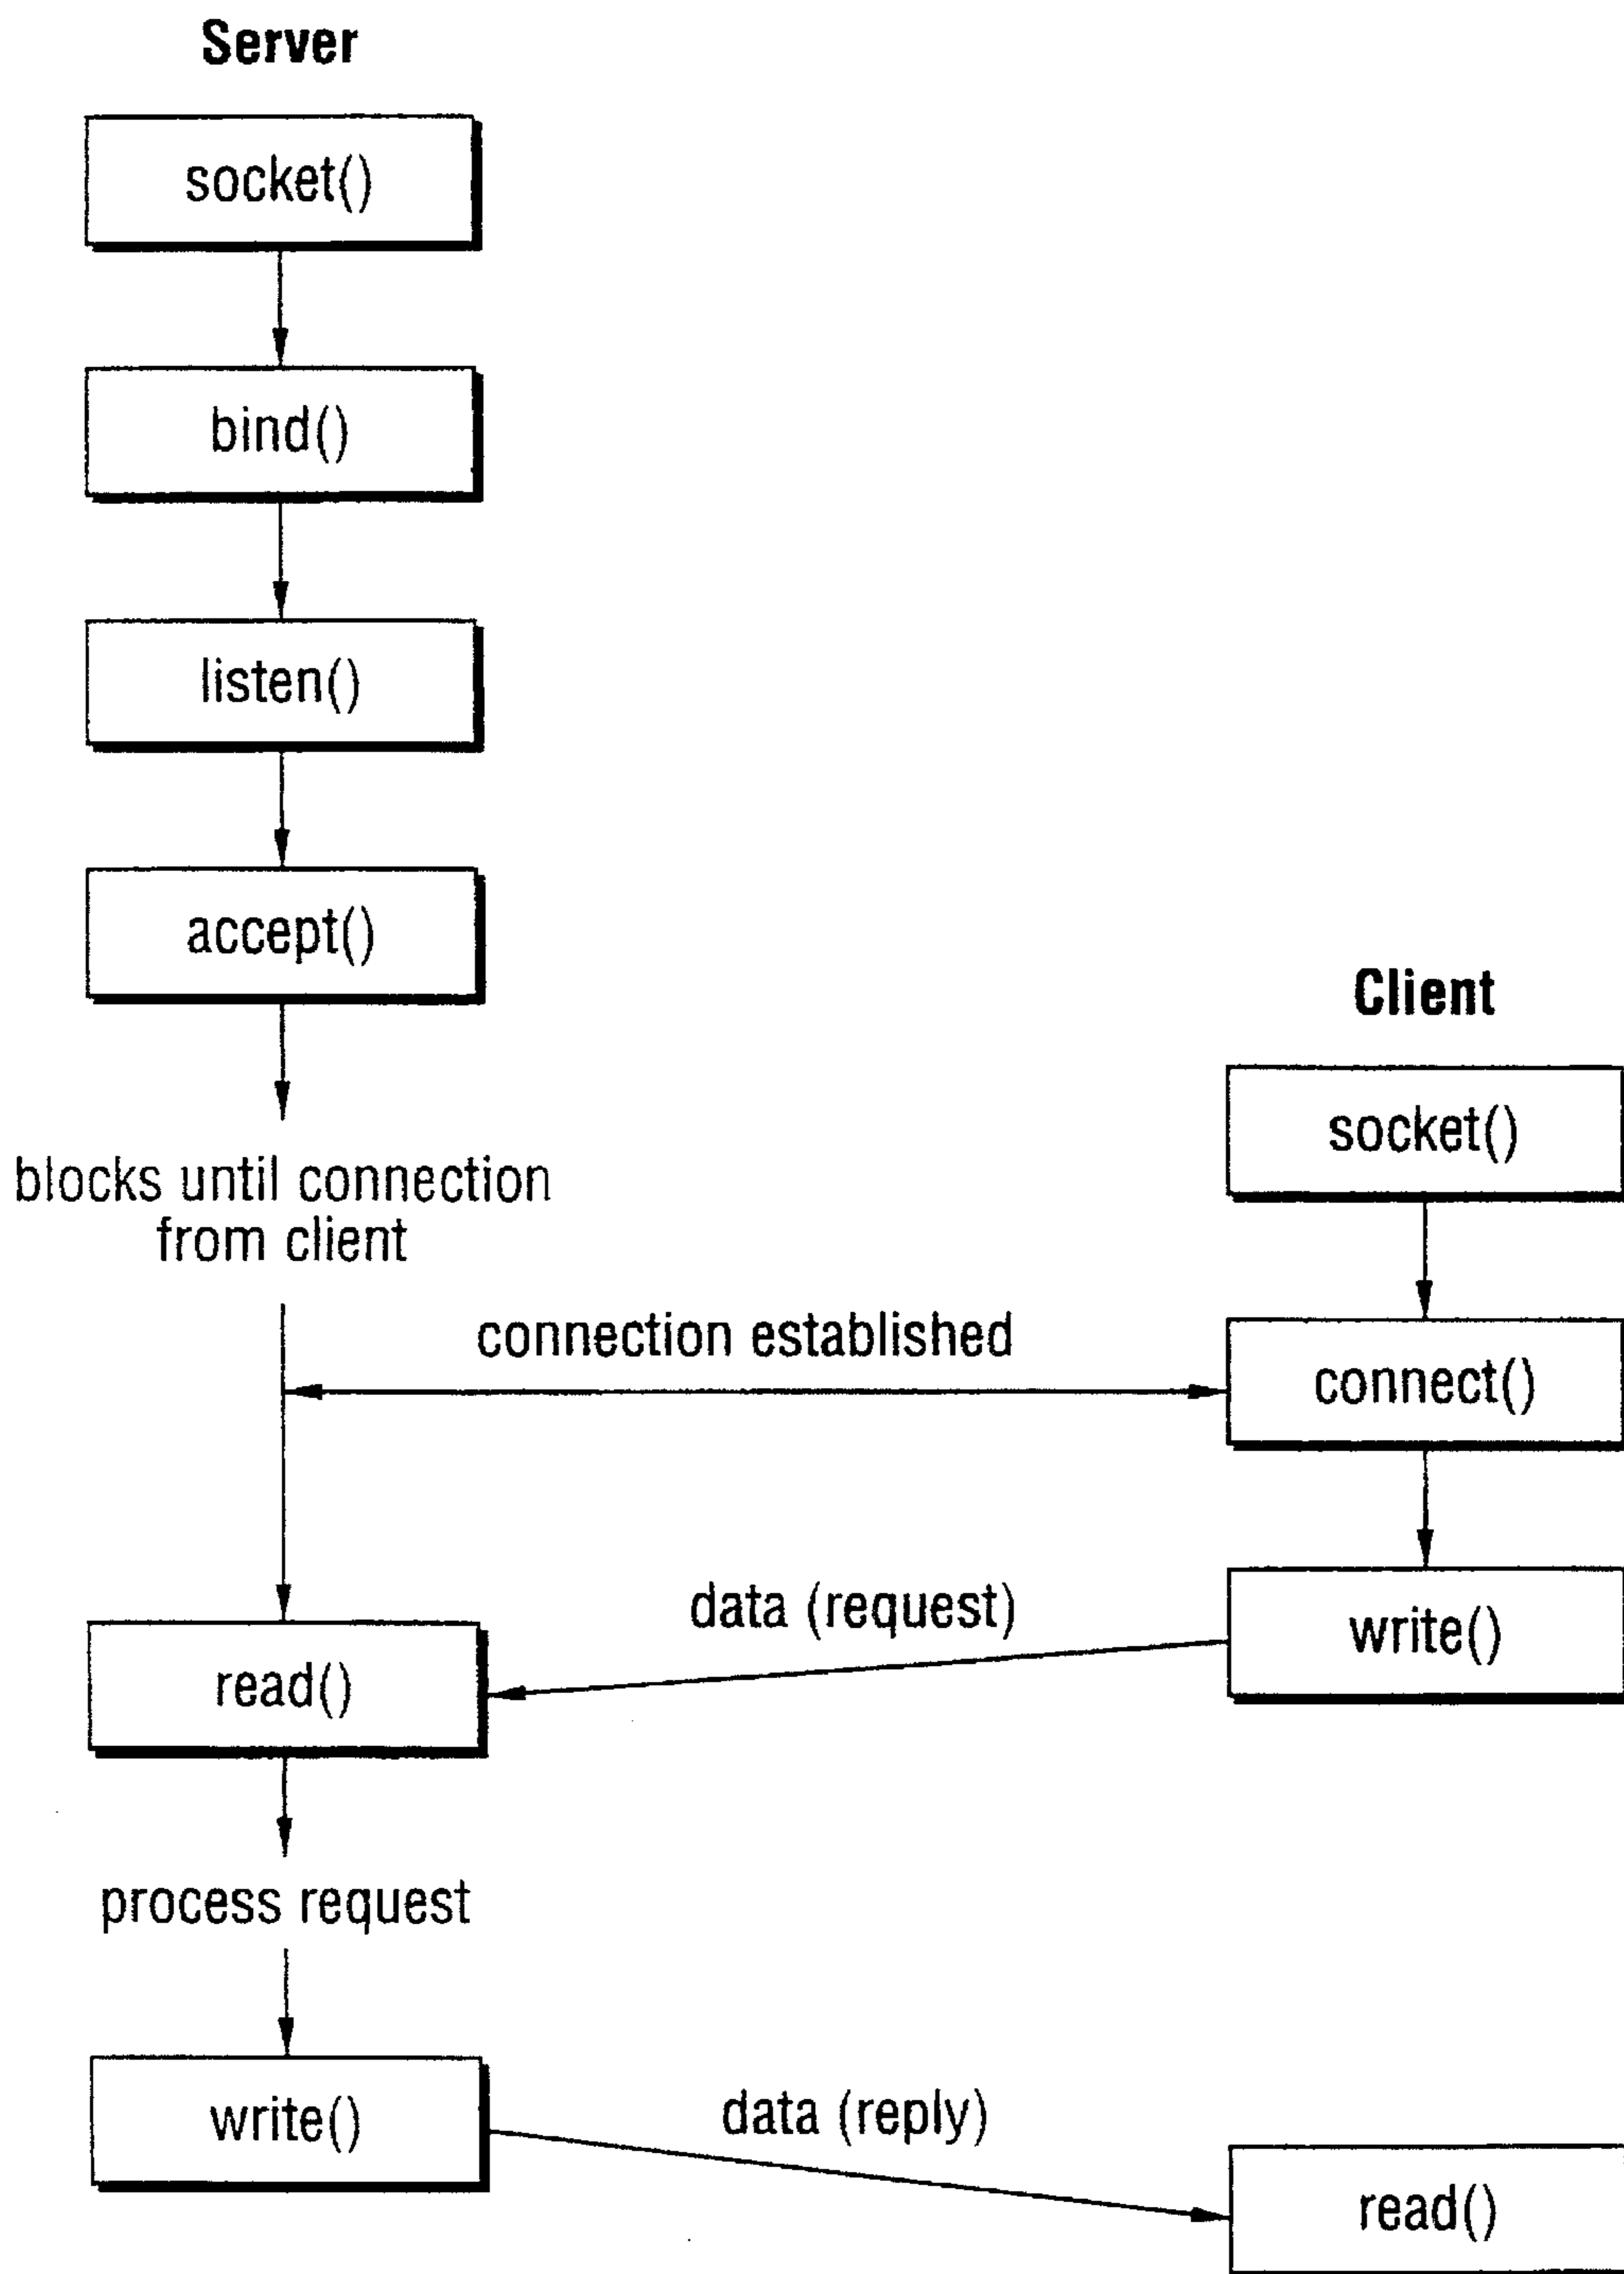 Server
socket()
bind()
listen()
accept()
blocks until connection
from client
Client
socket()
connection established
connect()
data (request)
write()
read()
process request
write()
data (reply)
read()